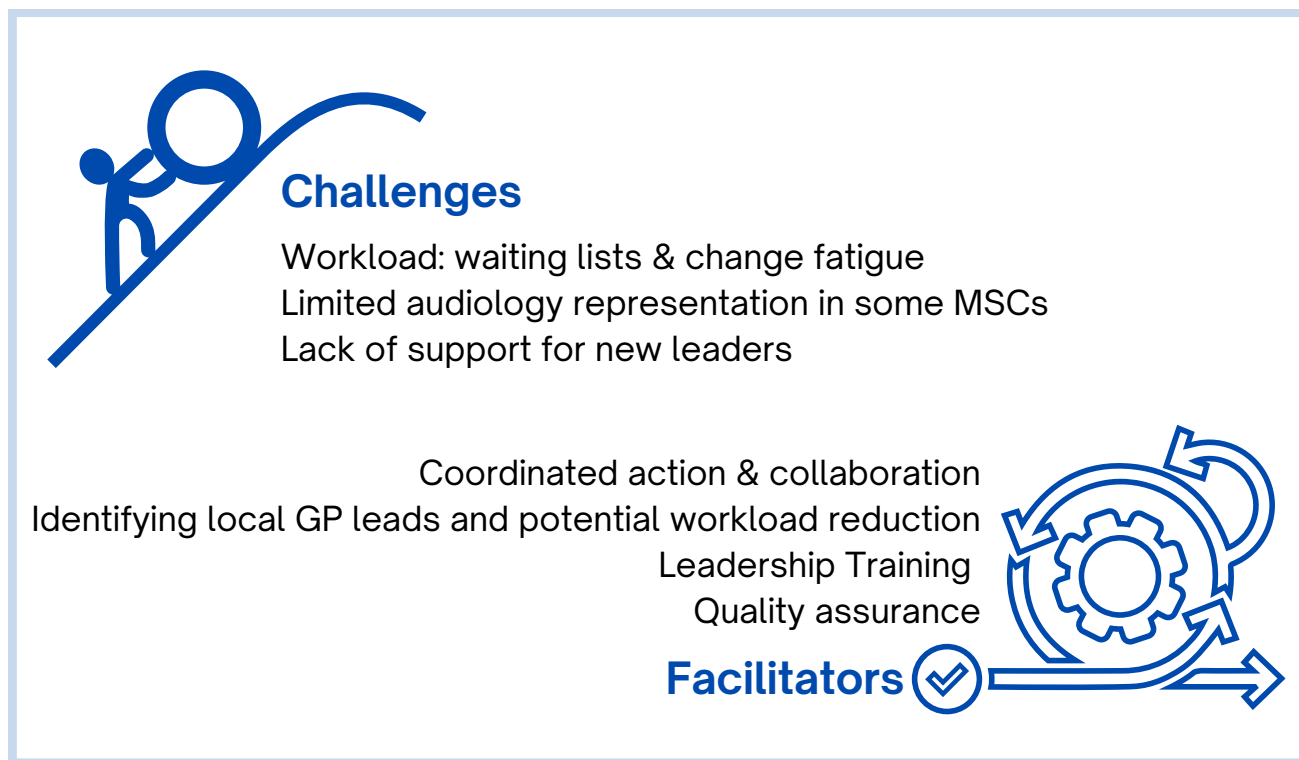 Challenges
Workload: waiting lists & change fatigue
Limited audiology representation in some MSCs
Lack of support for new leaders
Coordinated action & collaboration
Identifying local GP leads and potential workload reduction
Leadership Training
Quality assurance
Facilitators